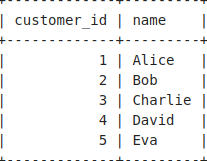 +-------------+---------+
| customer_id | name    |
+-------------+---------+
|           1 | Alice   |
|           2 | Bob     |
|           3 | Charlie |
|           4 | David   |
|           5 | Eva     |
+-------------+---------+